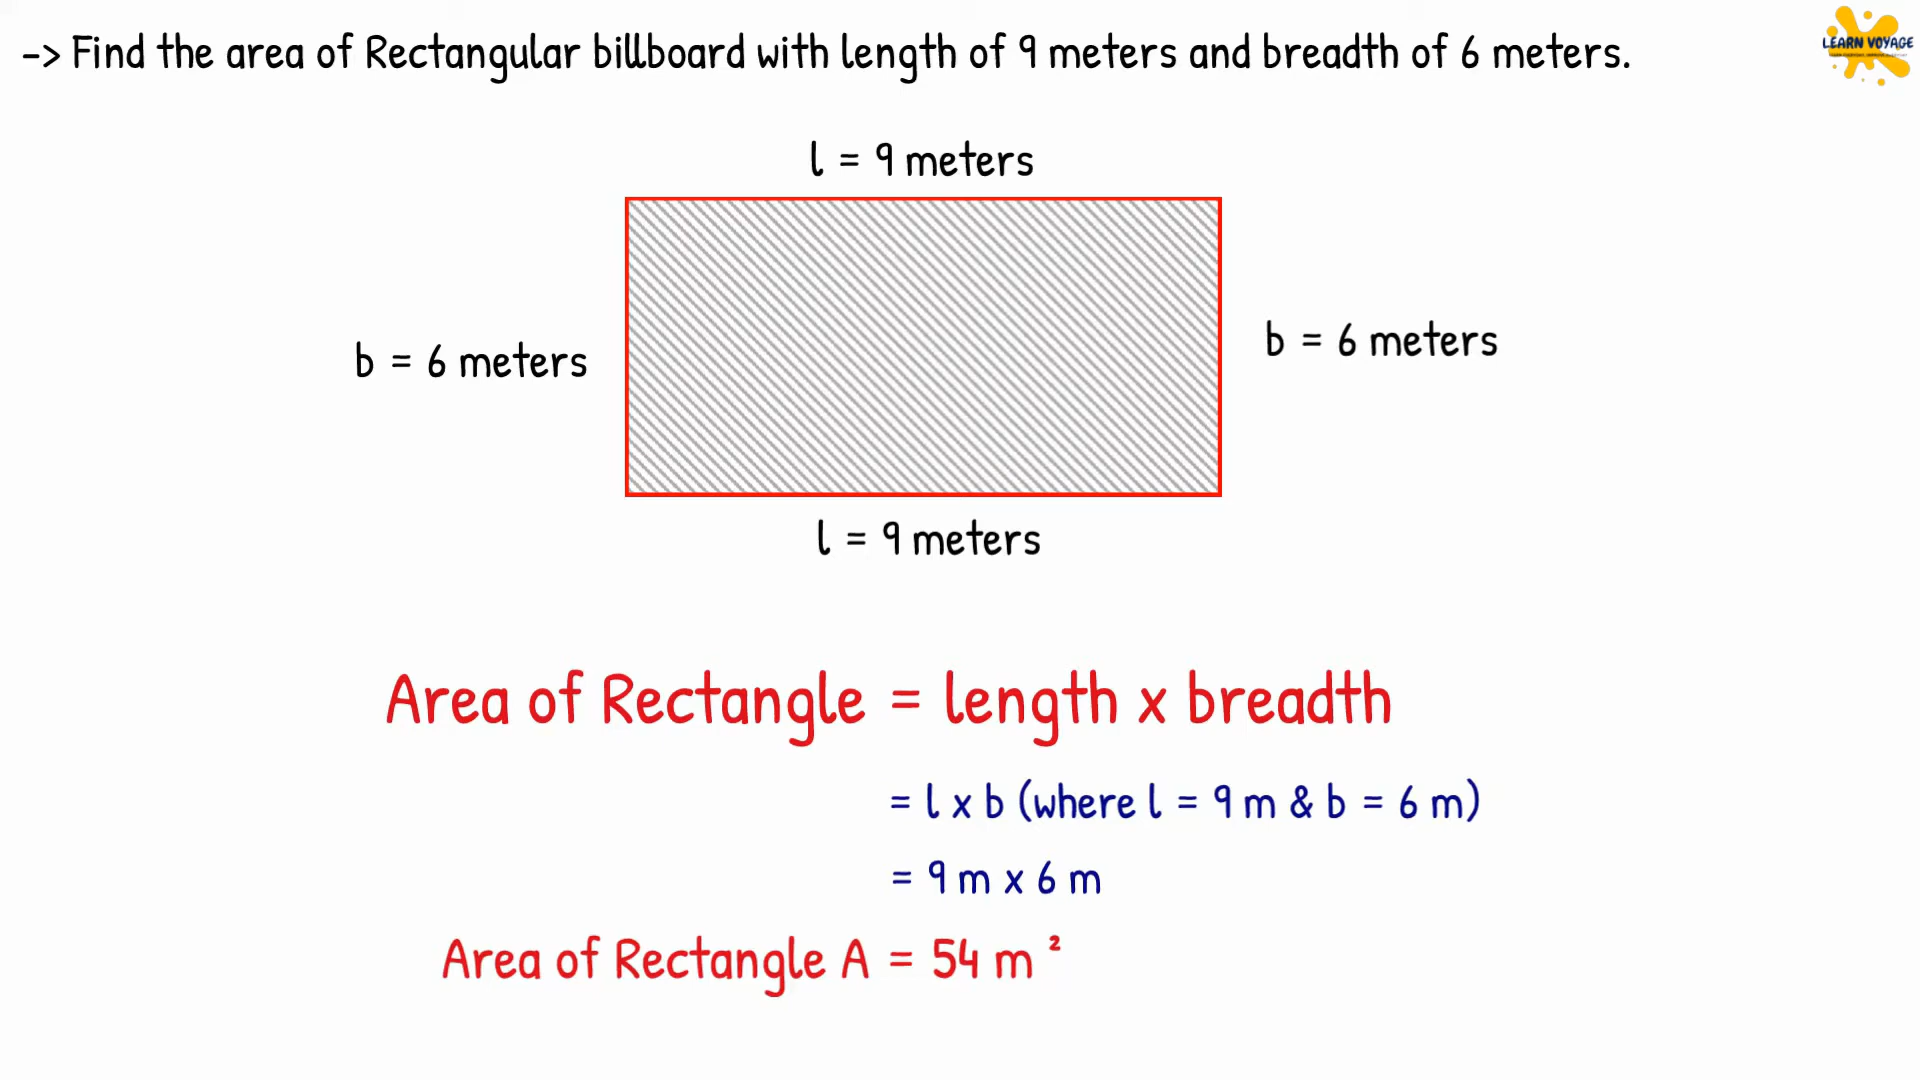 -> Find the area of Rectangular billboard with length of 9 meters and breadth of 6 meters.
LEARN VOYAGE
l = 9 meters
b = 6 meters
b = 6 meters
l = 9 meters
Area of Rectangle = length x breadth
= l x b (where l = 9 m & b = 6 m)
= 9 m x 6 m
Area of Rectangle A = 54 m ²